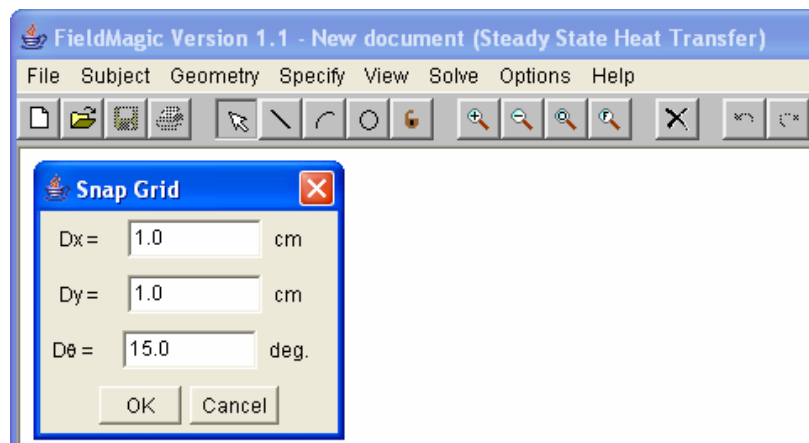 FieldMagic Version 1.1 - New document (Steady State Heat Transfer)
File Subject Geometry Specify View Solve Options Help
Snap Grid
Dx = 1.0 cm
Dy = 1.0 cm
Dθ = 15.0 deg.
OK Cancel